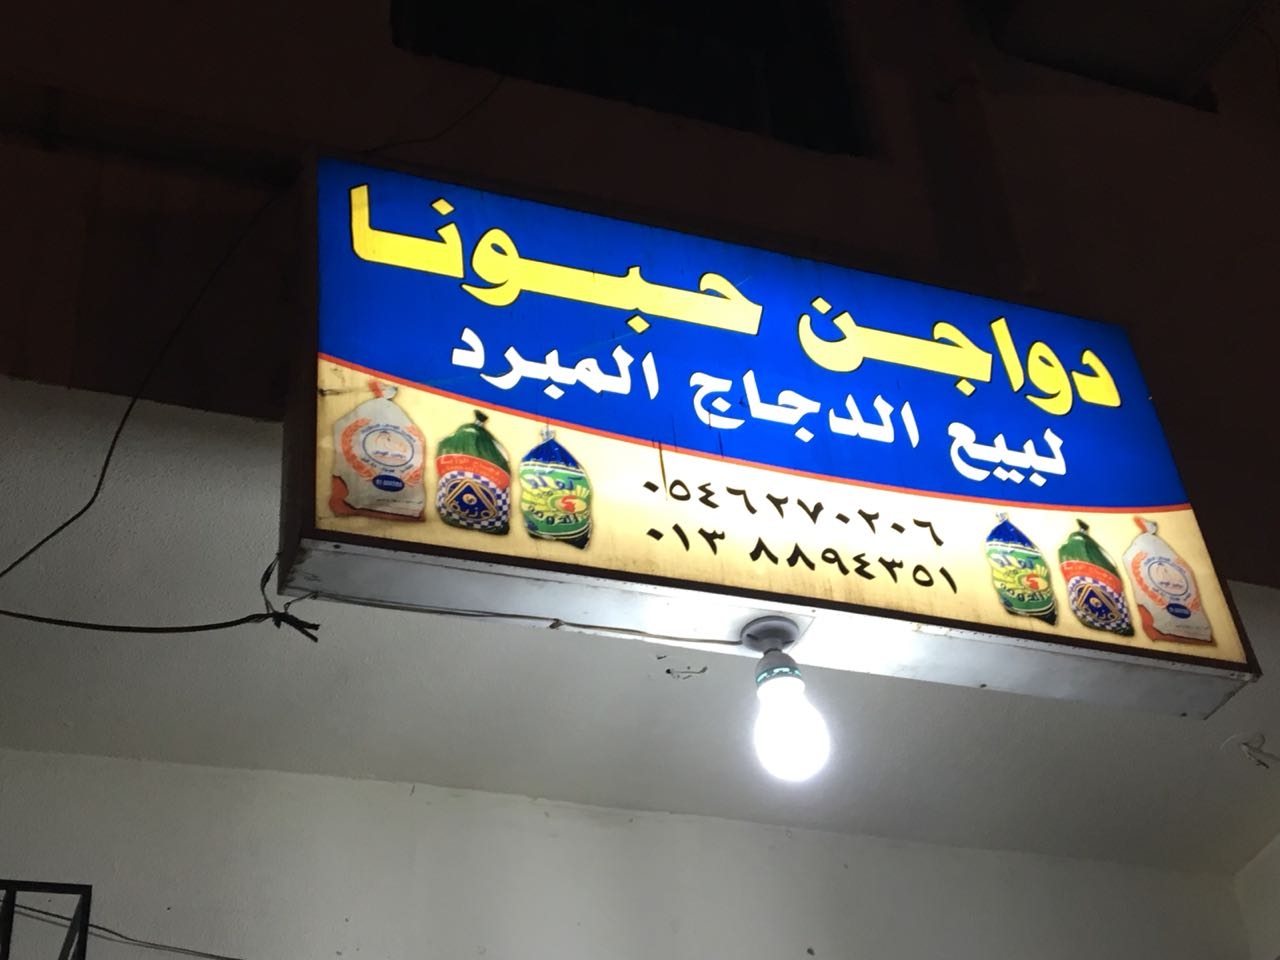 دواجن حبونا
لبيع الدجاج المبرد
٠٥٤٦٢٧٠٢٠٦
٠١٣ ٨٨٩٤٣٥١